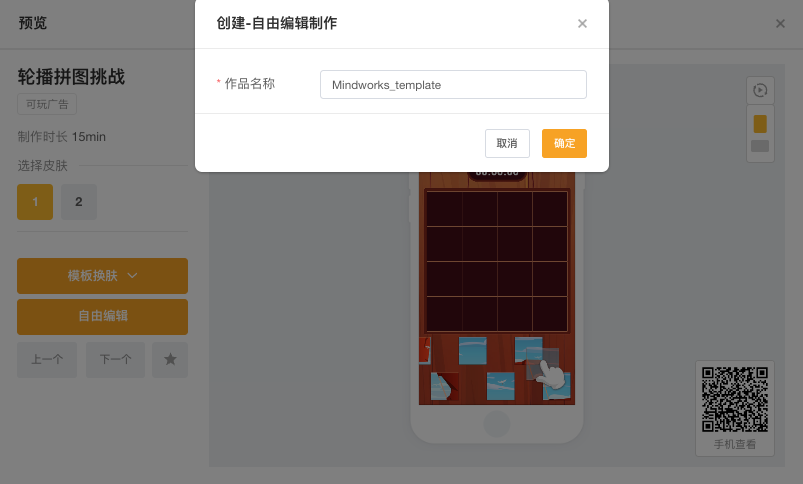 预览
创建-自由编辑制作
* 作品名称
Mindworks_template
取消
确定
轮播拼图挑战
可玩广告
制作时长 15min
选择皮肤
1
2
模板换肤
自由编辑
上一个
下一个
手机查看